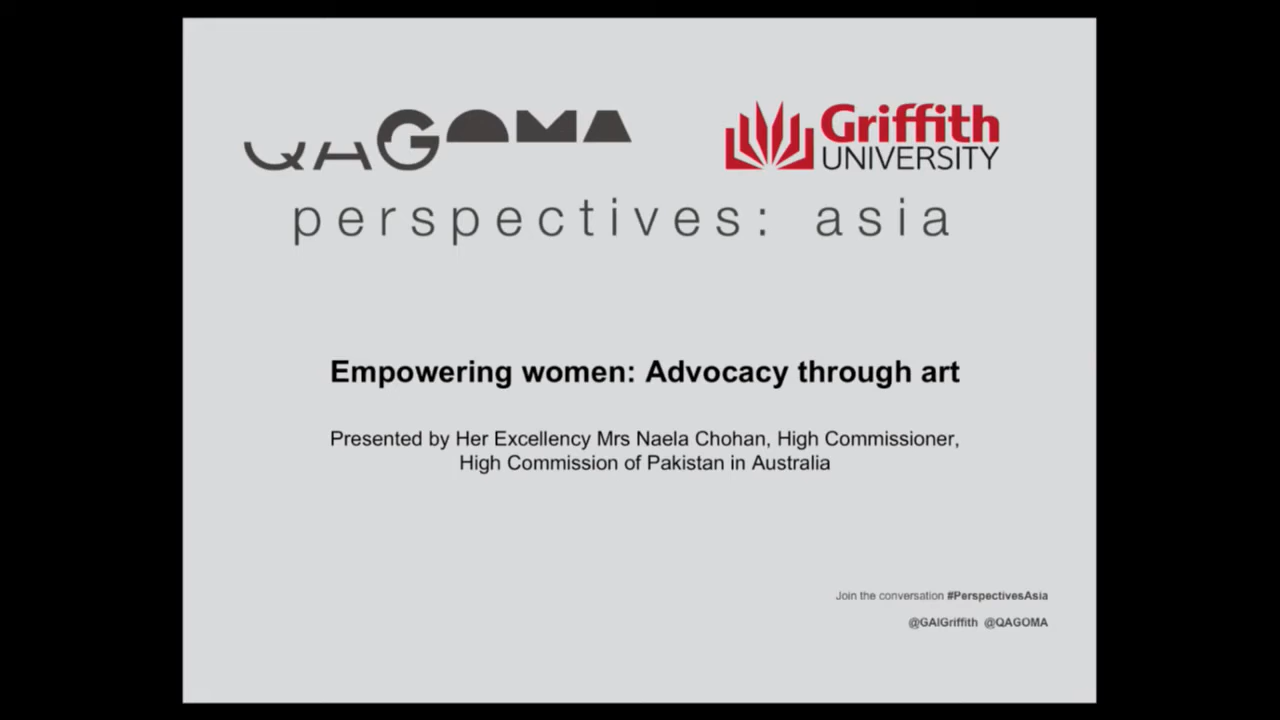 QAGOMA
Griffith
UNIVERSITY
perspectives: asia
Empowering women: Advocacy through art
Presented by Her Excellency Mrs Naela Chohan, High Commissioner,
High Commission of Pakistan in Australia
Join the conversation #PerspectivesAsia
@GAIGriffith @QAGOMA